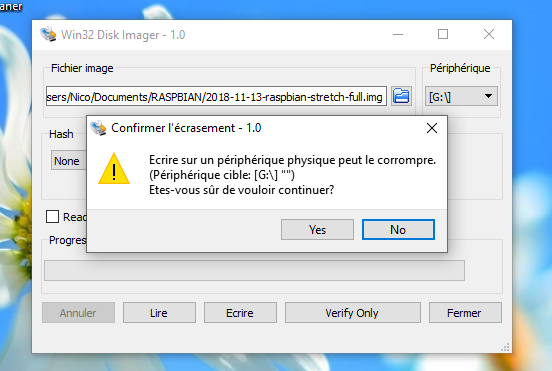 aner
Win32 Disk Imager - 1.0
Fichier image
Périphérique
sers/Nico/Documents/RASPBIAN/2018-11-13-raspbian-stretch-full.img
[G:\]
Hash
None
Confirmer l'écrasement - 1.0
Ecrire sur un périphérique physique peut le corrompre.
(Périphérique cible: [G:\] "")
Etes-vous sûr de vouloir continuer?
Yes
No
Read
Progres
Annuler
Lire
Ecrire
Verify Only
Fermer